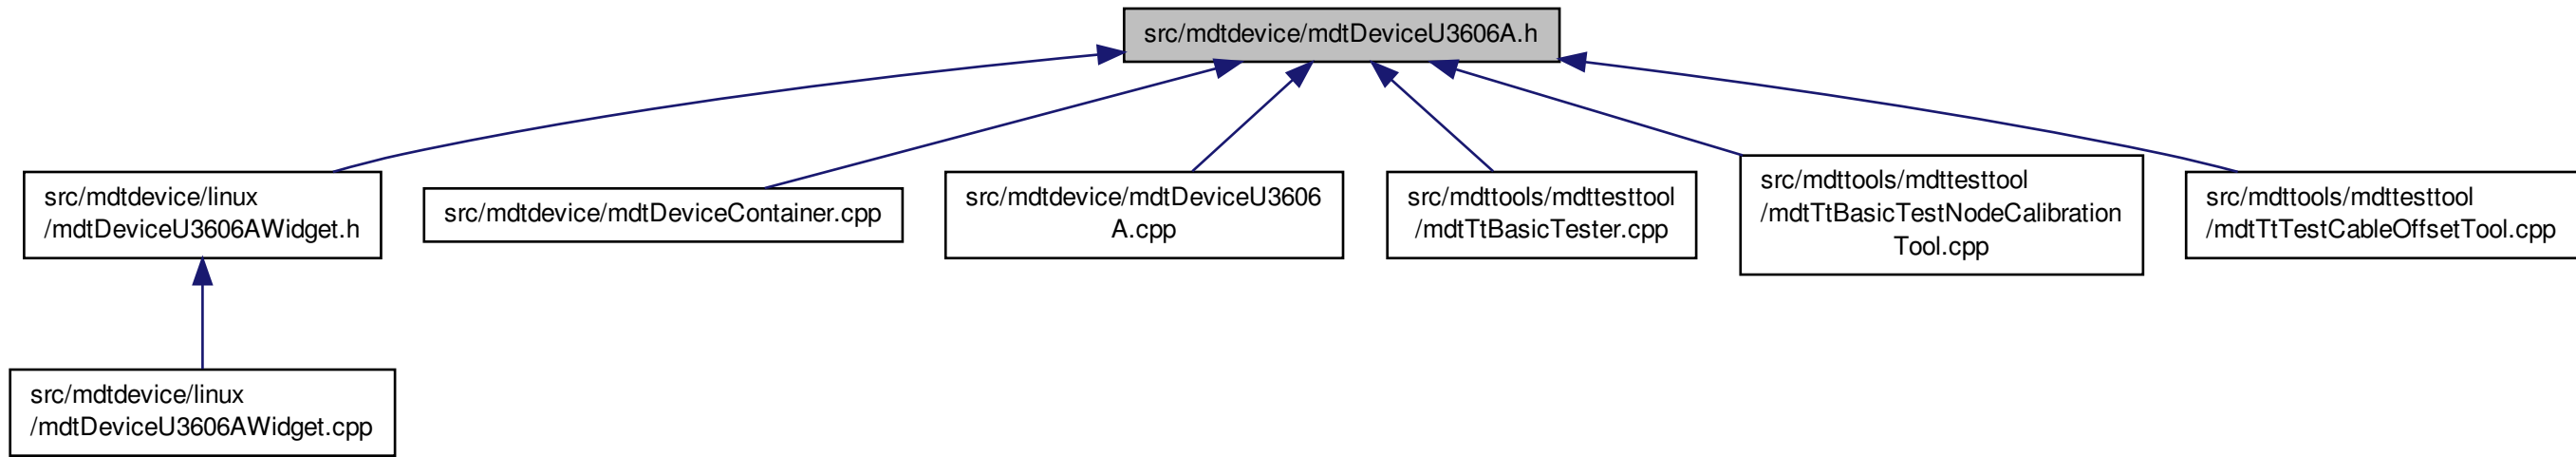 src/mdtdevice/mdtDeviceU3606A.h
src/mdtdevice/linux
/mdtDeviceU3606AWidget.h
src/mdtdevice/mdtDeviceContainer.cpp
src/mdtdevice/mdtDeviceU3606
A.cpp
src/mdttools/mdttesttool
/mdtTtBasicTester.cpp
src/mdttools/mdttesttool
/mdtTtBasicTestNodeCalibration
Tool.cpp
src/mdttools/mdttesttool
/mdtTtTestCableOffsetTool.cpp
src/mdtdevice/linux
/mdtDeviceU3606AWidget.cpp